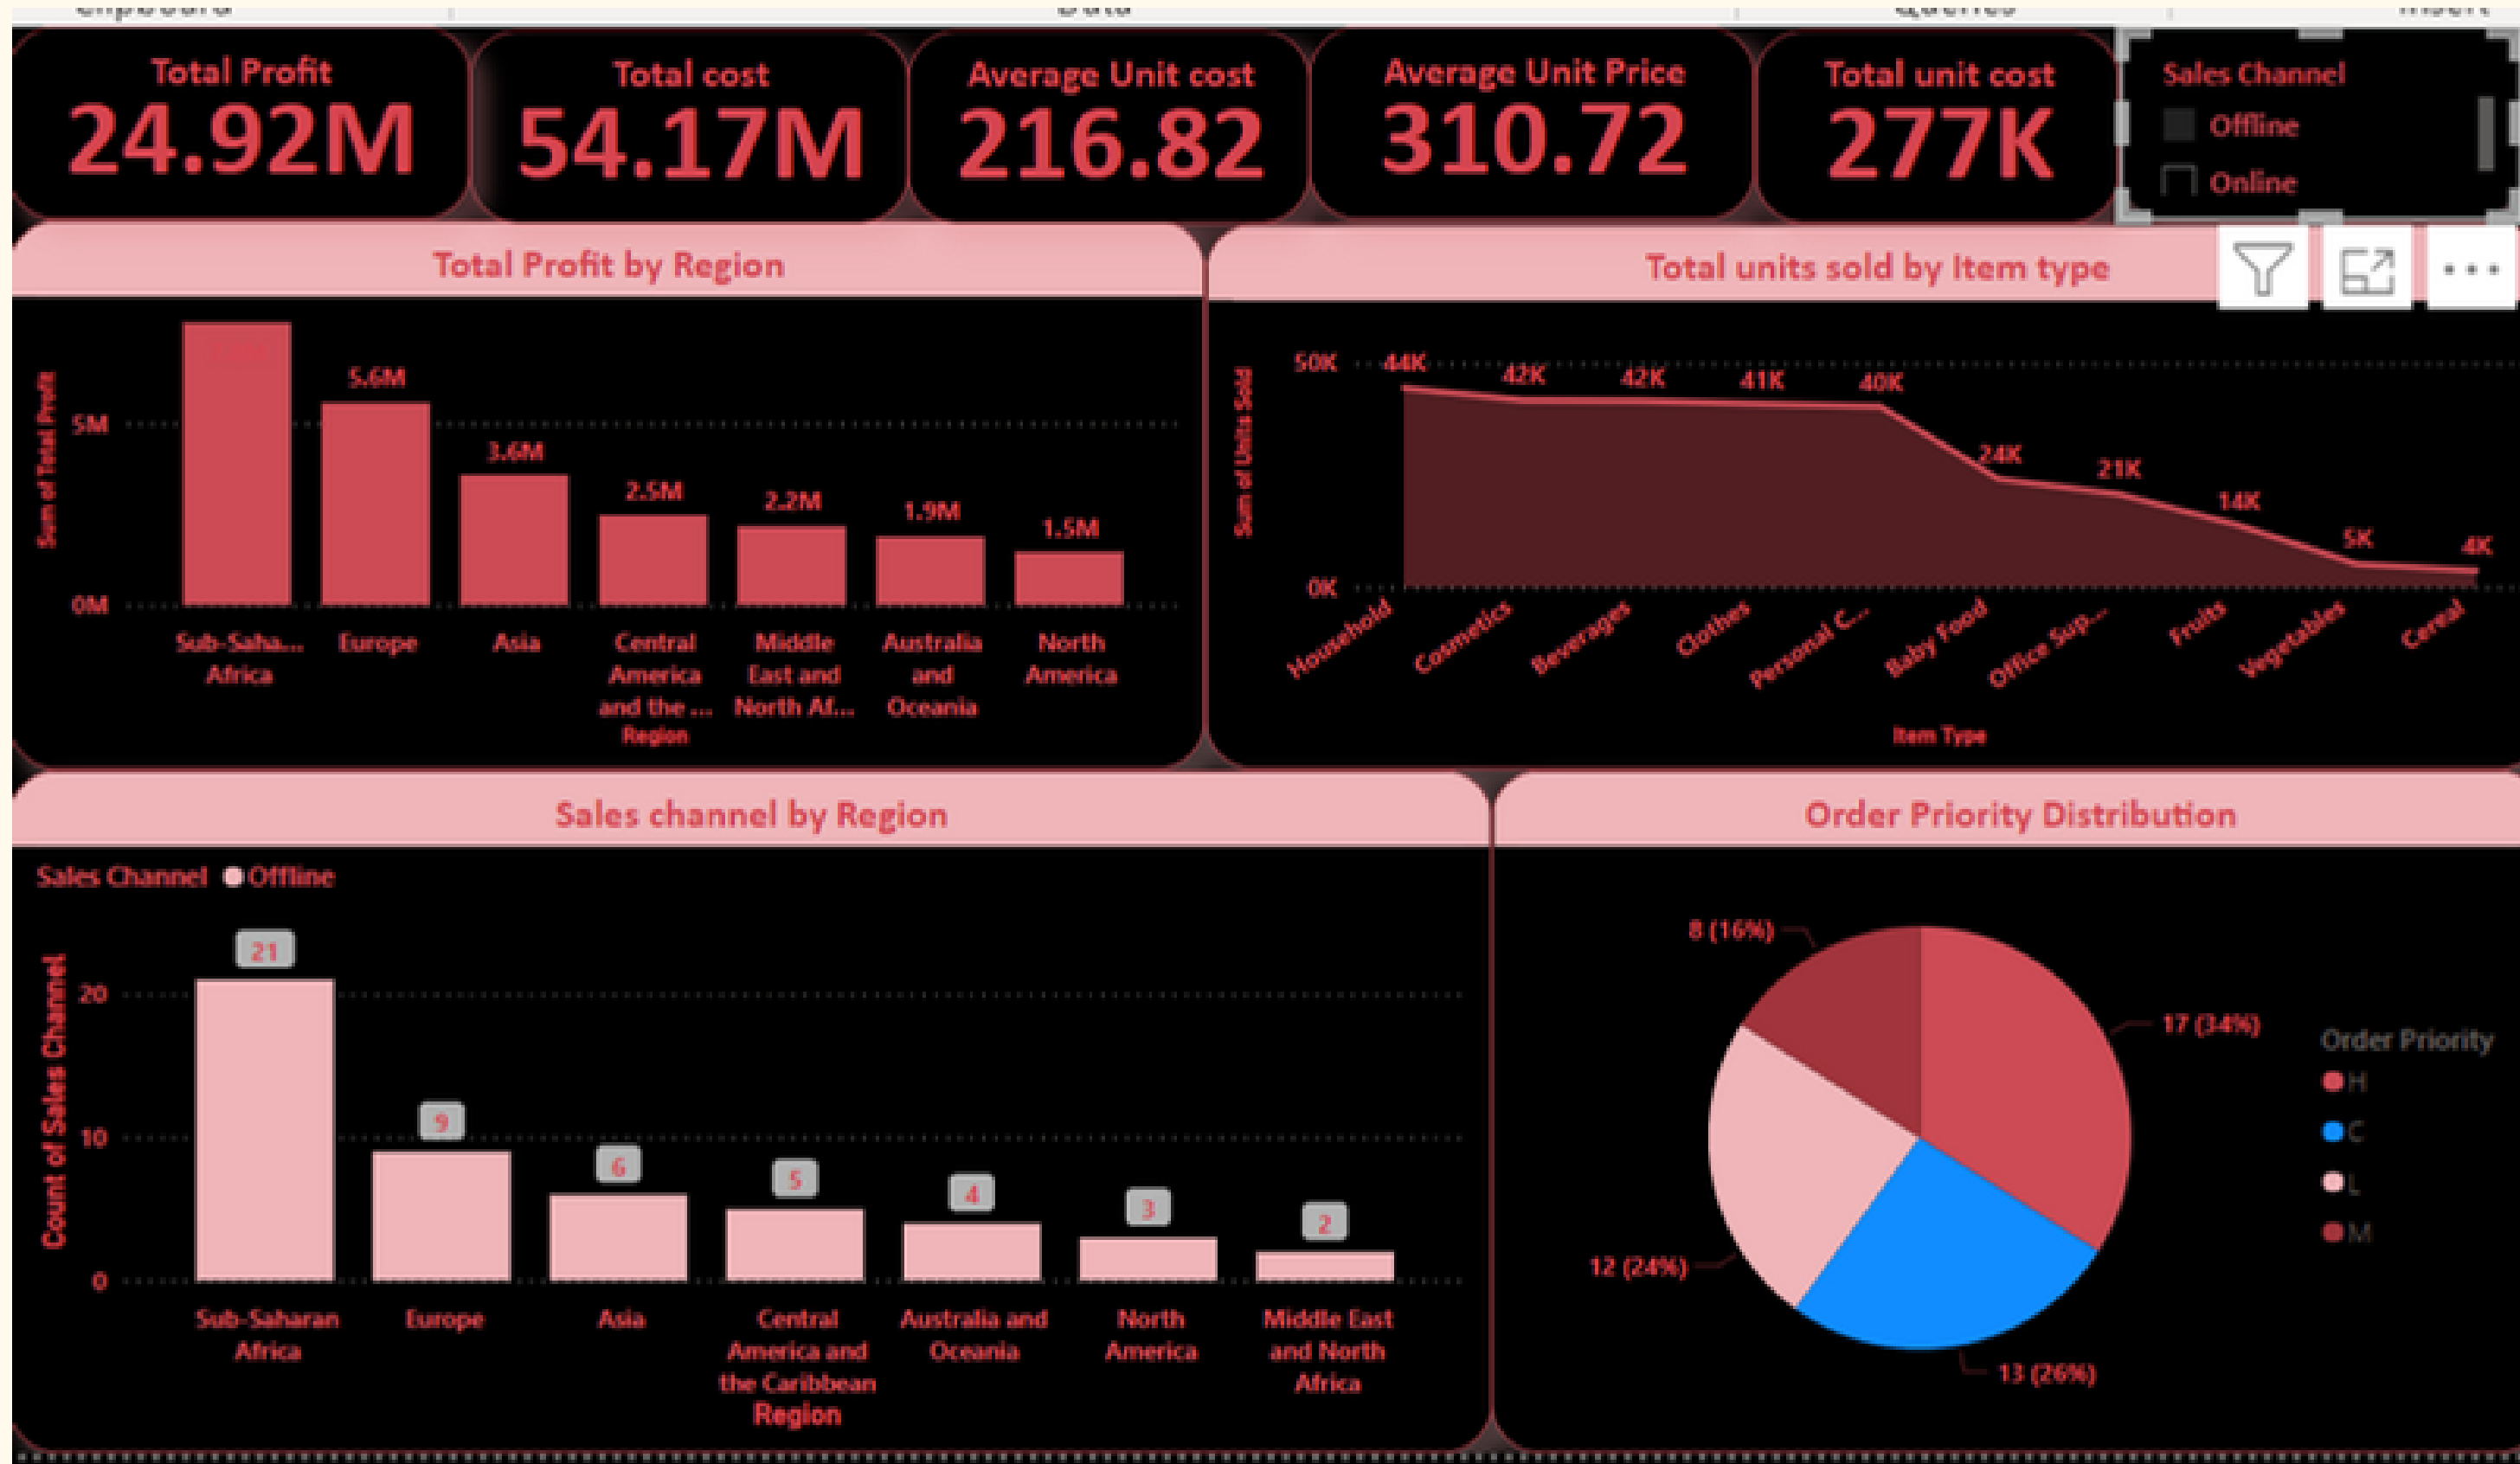 Total Profit
24.92M
Total cost
54.17M
Average Unit cost
216.82
Average Unit Price
310.72
Total unit cost
277K
Sales Channel
Offline
Online
Total Profit by Region
Sum of Total Profit
5M
0M
5.6M
3.6M
2.5M
2.2M
1.9M
1.5M
Sub-Saha...
Africa
Europe
Asia
Central
America
and the ...
Middle
East and
North Af...
Australia
and
Oceania
North
America
Region
Total units sold by Item type
Sum of Units Sold
50K
0K
44K
42K
42K
41K
40K
24K
21K
14K
5K
4K
Household
Cosmetics
Beverages
Clothes
Personal C...
Baby Food
Office Sup...
Fruits
Vegetables
Cereal
Item Type
Sales channel by Region
Sales Channel
Offline
Count of Sales Channel
20
10
0
21
9
6
5
4
3
2
Sub-Saharan
Africa
Europe
Asia
Central
America and
the Caribbean
Australia and
Oceania
North
America
Middle East
and North
Africa
Region
Order Priority Distribution
8 (16%)
17 (34%)
12 (24%)
13 (26%)
Order Priority
H
C
L
M